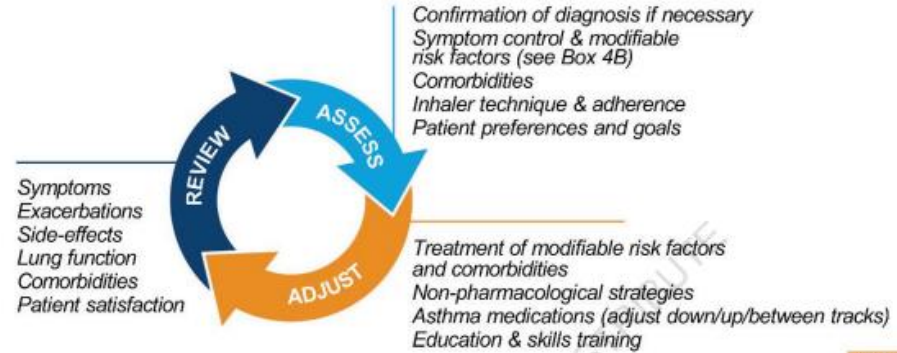 Confirmation of diagnosis if necessary
Symptom control & modifiable
risk factors (see Box 4B)
Comorbidities
Inhaler technique & adherence
Patient preferences and goals
ASSESS
REVIEW
Symptoms
Exacerbations
Side-effects
Lung function
Comorbidities
Patient satisfaction
ADJUST
Treatment of modifiable risk factors
and comorbidities
Non-pharmacological strategies
Asthma medications (adjust down/up/between tracks)
Education & skills training